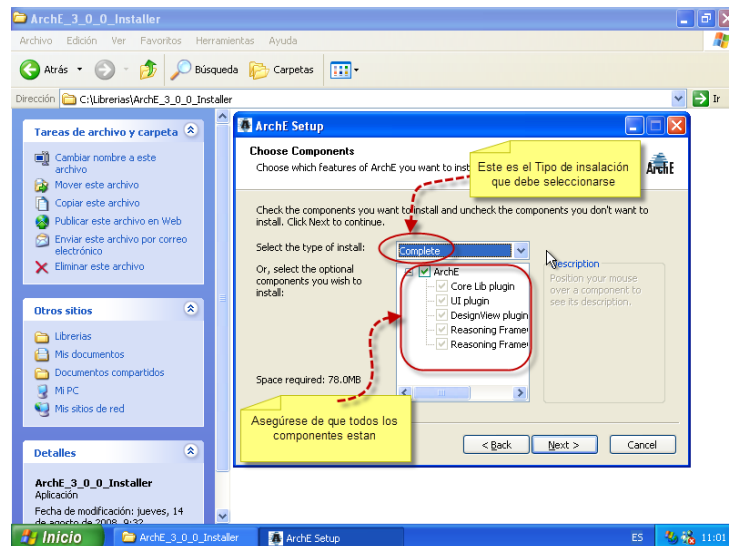 ArchE_3_0_0_Installer
Archivo Edición Ver Favoritos Herramientas Ayuda
Atrás Búsqueda Carpetas
Dirección C:\Librerias\ArchE_3_0_0_Installer Ir
Tareas de archivo y carpeta
Cambiar nombre a este
archivo
Mover este archivo
Copiar este archivo
Publicar este archivo en Web
Enviar este archivo por correo
electrónico
Eliminar este archivo
Otros sitios
Librerias
Mis documentos
Documentos compartidos
Mi PC
Mis sitios de red
Detalles
ArchE_3_0_0_Installer
Aplicación
Fecha de modificación: jueves, 14
de agosto de 2008, 9:32
ArchE Setup
Choose Components
Choose which features of ArchE you want to inst
Este es el Tipo de insalación
que debe seleccionarse
ArchE
Check the components you want to install and uncheck the components you don't want to
install. Click Next to continue.
Select the type of install:
Complete
Or, select the optional
components you wish to
install:
ArchE
Core Lib plugin
UI plugin
DesignView plugin
Reasoning Frame
Reasoning Frame
Description
Position your mouse
over a component to
see its description.
Space required: 78.0MB
Asegúrese de que todos los
componentes estan
< Back Next > Cancel
Inicio ArchE_3_0_0_Installer ArchE Setup ES 11:01